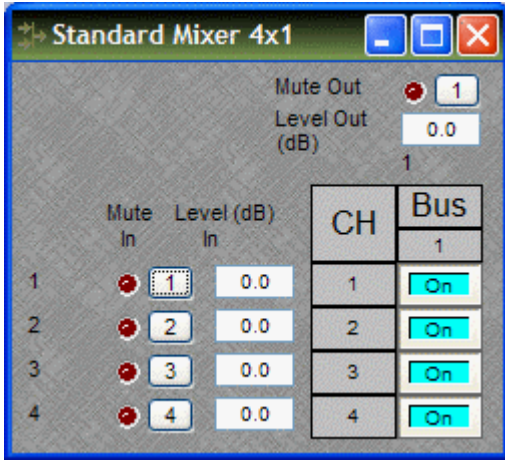 Standard Mixer 4x1
Mute Out 1
Level Out (dB) 0.0
1
Mute In Level (dB) In CH Bus
1
1 1 0.0 1 On
2 2 0.0 2 On
3 3 0.0 3 On
4 4 0.0 4 On